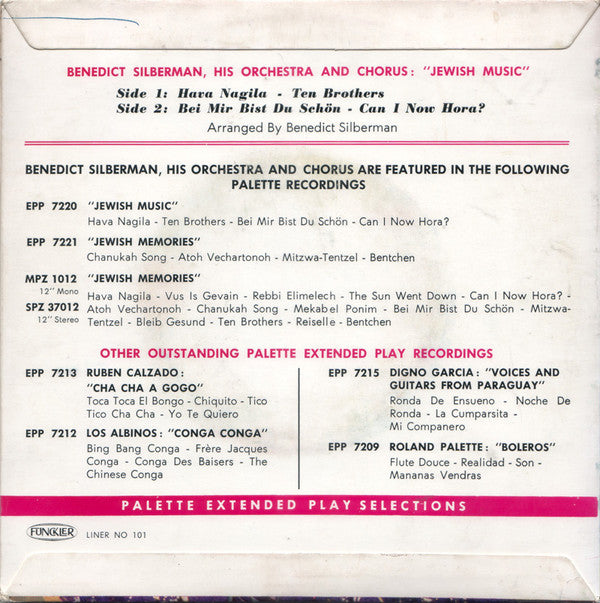 BENEDICT SILBERMAN, HIS ORCHESTRA AND CHORUS: "JEWISH MUSIC"
Side 1: Hava Nagila - Ten Brothers
Side 2: Bei Mir Bist Du Schön - Can I Now Hora?
Arranged By Benedict Silberman
BENEDICT SILBERMAN, HIS ORCHESTRA AND CHORUS ARE FEATURED IN THE FOLLOWING
PALETTE RECORDINGS
EPP 7220 "JEWISH MUSIC"
Hava Nagila - Ten Brothers - Bei Mir Bist Du Schön - Can I Now Hora?
EPP 7221 "JEWISH MEMORIES"
Chanukah Song - Atoh Vechartonoh - Mitzwa-Tentzel - Bentchen
MPZ 1012 "JEWISH MEMORIES"
12" Mono
Hava Nagila - Vus Is Gevain - Rebbi Elimelech - The Sun Went Down - Can I Now Hora? -
SPZ 37012 Atoh Vechartonoh - Chanukah Song - Mekabel Ponim - Bei Mir Bist Du Schön - Mitzwa-
12" Stereo Tentzel - Bleib Gesund - Ten Brothers - Reiselle - Bentchen
OTHER OUTSTANDING PALETTE EXTENDED PLAY RECORDINGS
EPP 7213 RUBEN CALZADO:
"CHA CHA A GOGO"
Toca Toca El Bongo - Chiquito - Tico
Tico Cha Cha - Yo Te Quiero
EPP 7212 LOS ALBINOS: "CONGA CONGA"
Bing Bang Conga - Frère Jacques
Conga - Conga Des Baisers - The
Chinese Conga
EPP 7215 DIGNO GARCIA: "VOICES AND
GUITARS FROM PARAGUAY"
Ronda De Ensueno - Noche De
Ronda - La Cumparsita -
Mi Companero
EPP 7209 ROLAND PALETTE: "BOLEROS"
Flute Douce - Realidad - Son -
Mananas Vendras
PALETTE EXTENDED PLAY SELECTIONS
FUNCKLER LINER NO 101